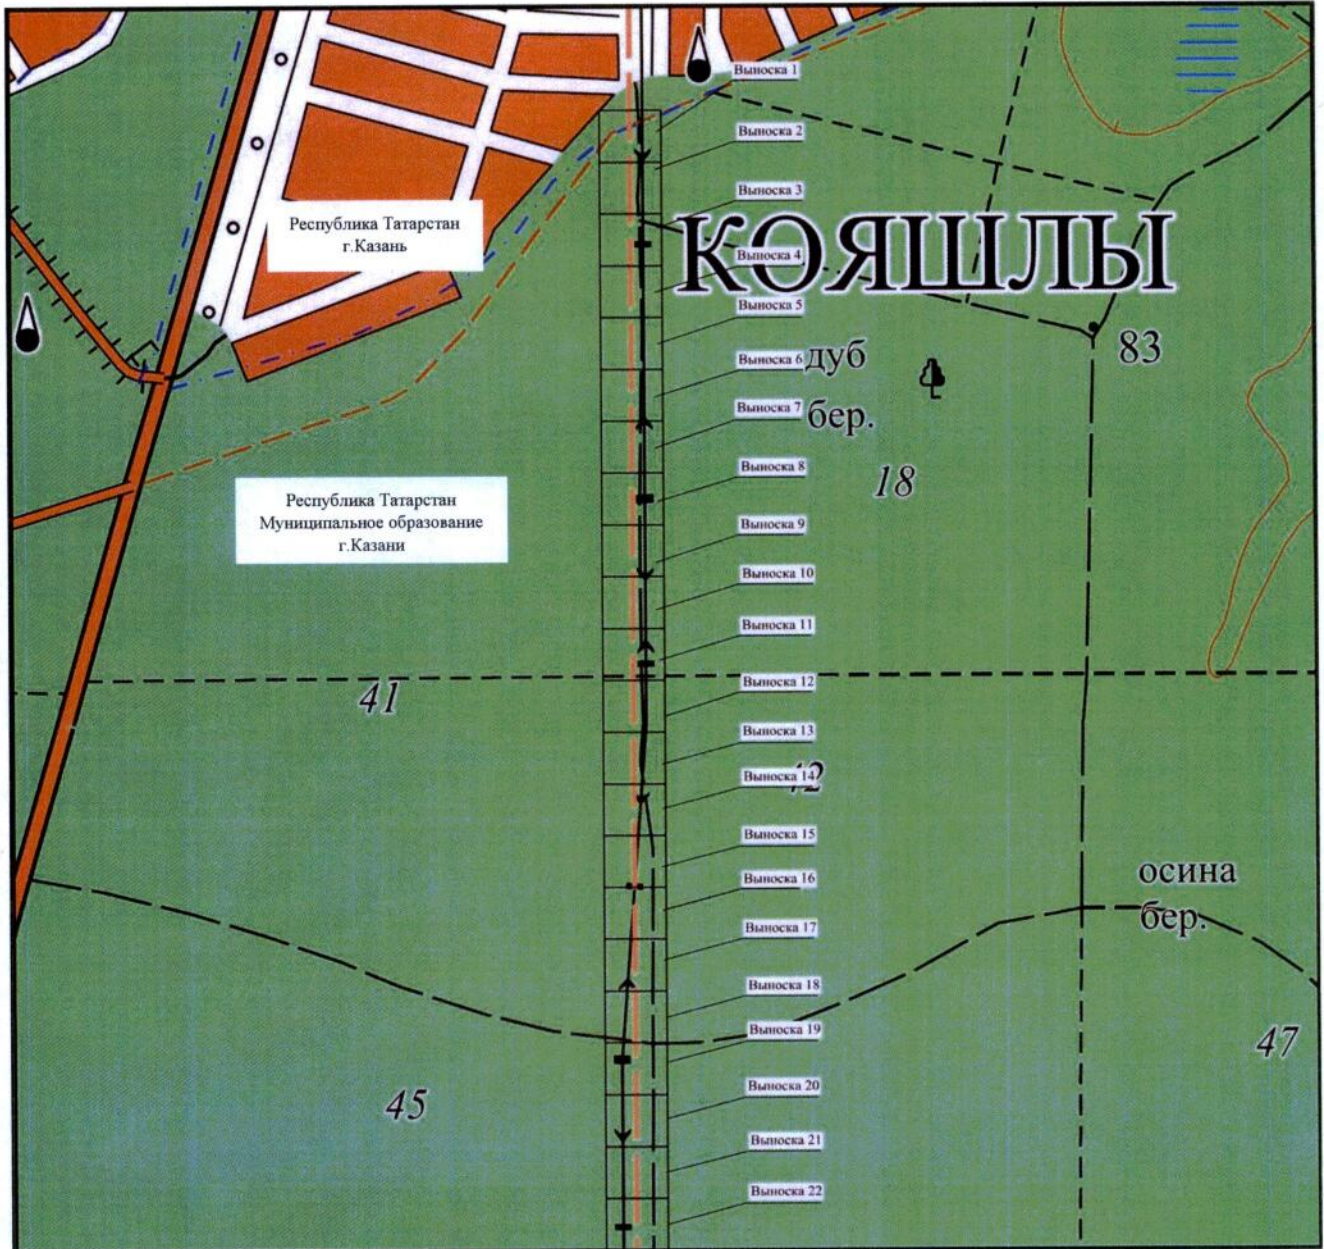 Выноска 1
Выноска 2
Выноска 3
Республика Татарстан
г.Казань
КОЯШЛЫ
Выноска 4
Выноска 5
83
Выноска 6
дуб
бер.
Выноска 7
Выноска 8
18
Республика Татарстан
Муниципальное образование
г.Казани
Выноска 9
Выноска 10
Выноска 11
Выноска 12
41
Выноска 13
Выноска 14
42
Выноска 15
Выноска 16
осина
бер.
Выноска 17
Выноска 18
Выноска 19
47
Выноска 20
45
Выноска 21
Выноска 22